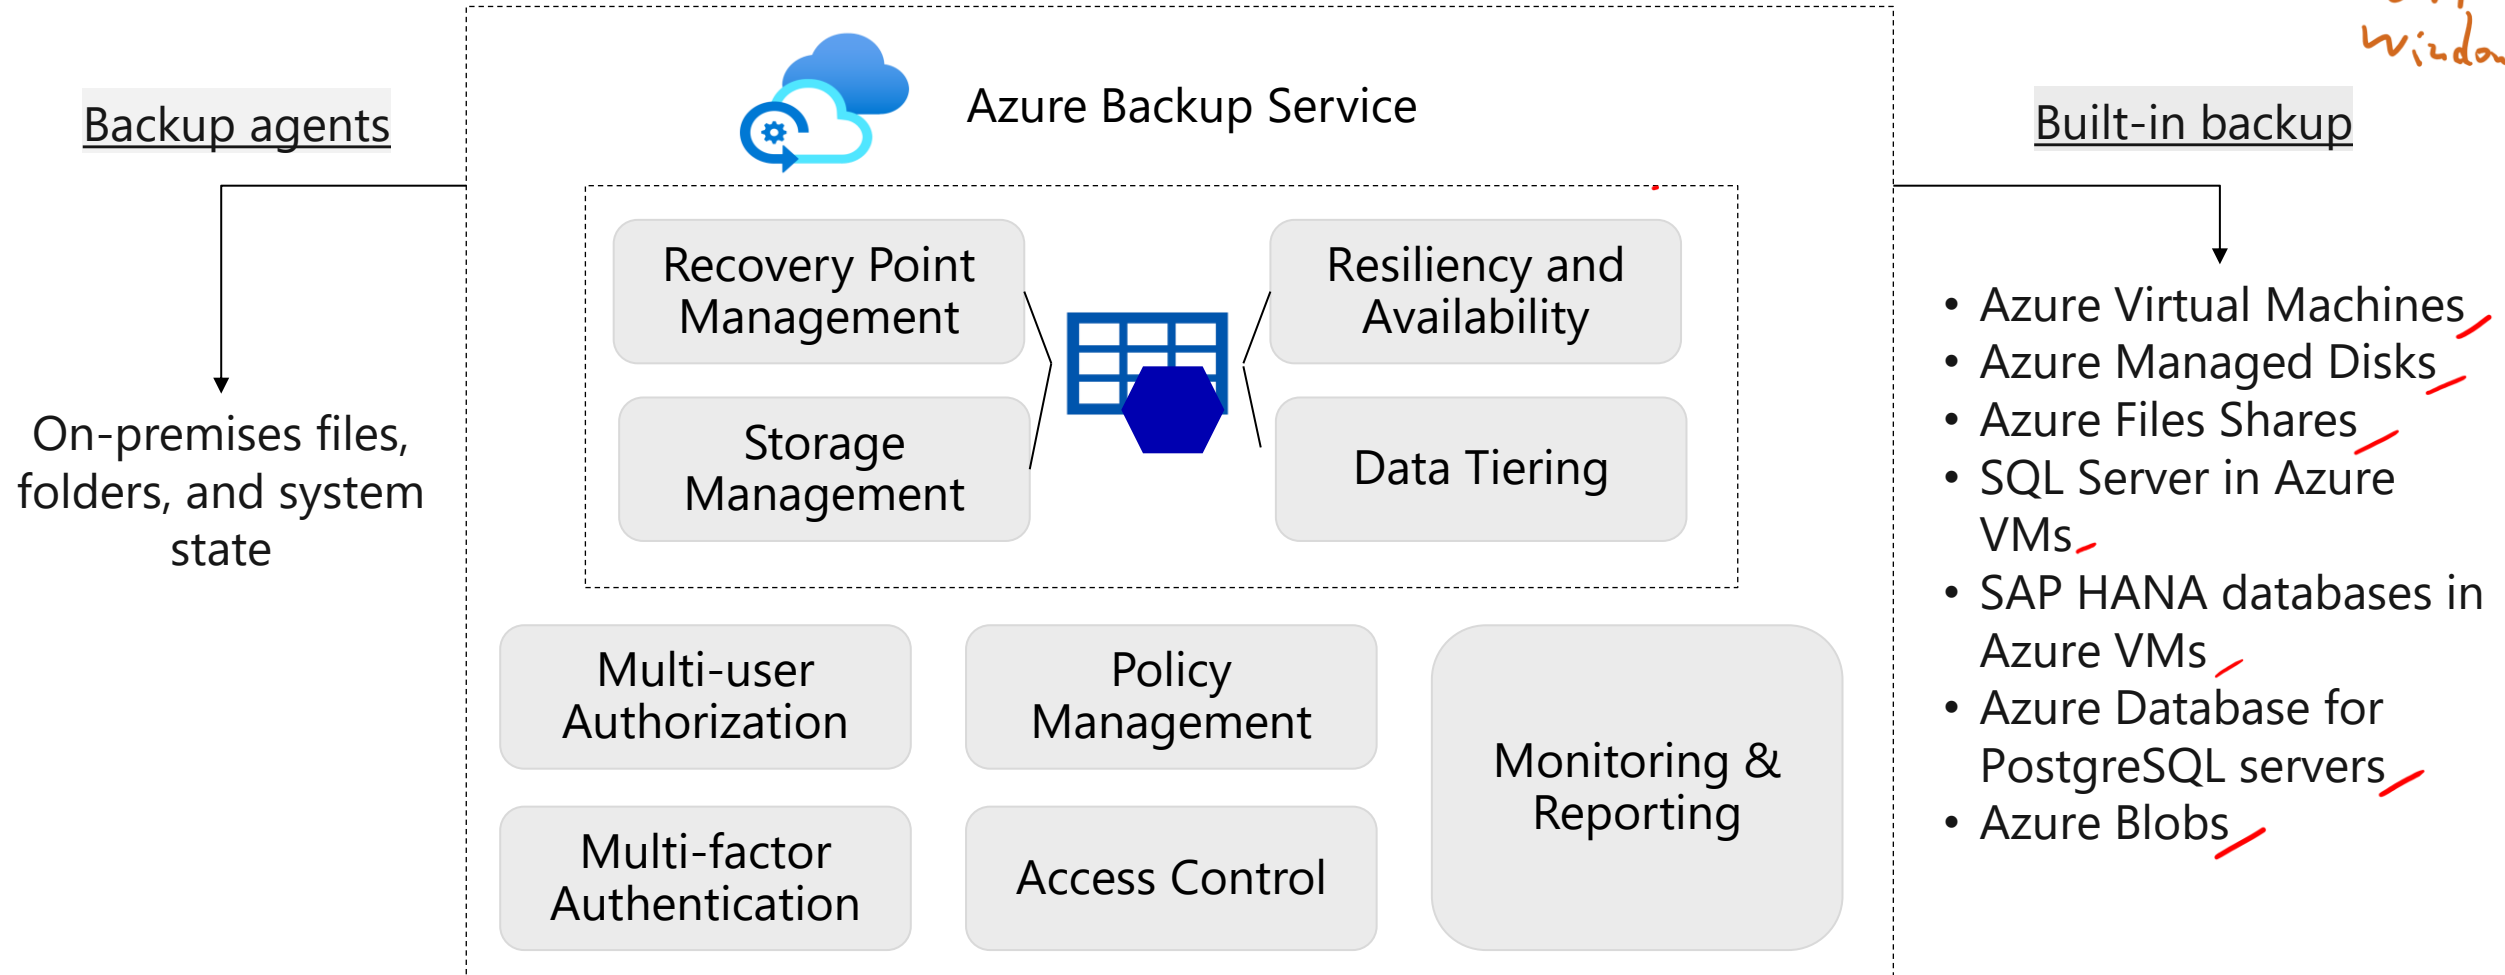 Azure Backup Service
Backup agents
On-premises files,
folders, and system
state
Recovery Point
Management
Resiliency and
Availability
Storage
Management
Data Tiering
Multi-user
Authorization
Policy
Management
Monitoring &
Reporting
Multi-factor
Authentication
Access Control
Built-in backup
• Azure Virtual Machines
• Azure Managed Disks
• Azure Files Shares
• SQL Server in Azure
VMs
• SAP HANA databases in
Azure VMs
• Azure Database for
PostgreSQL servers
• Azure Blobs